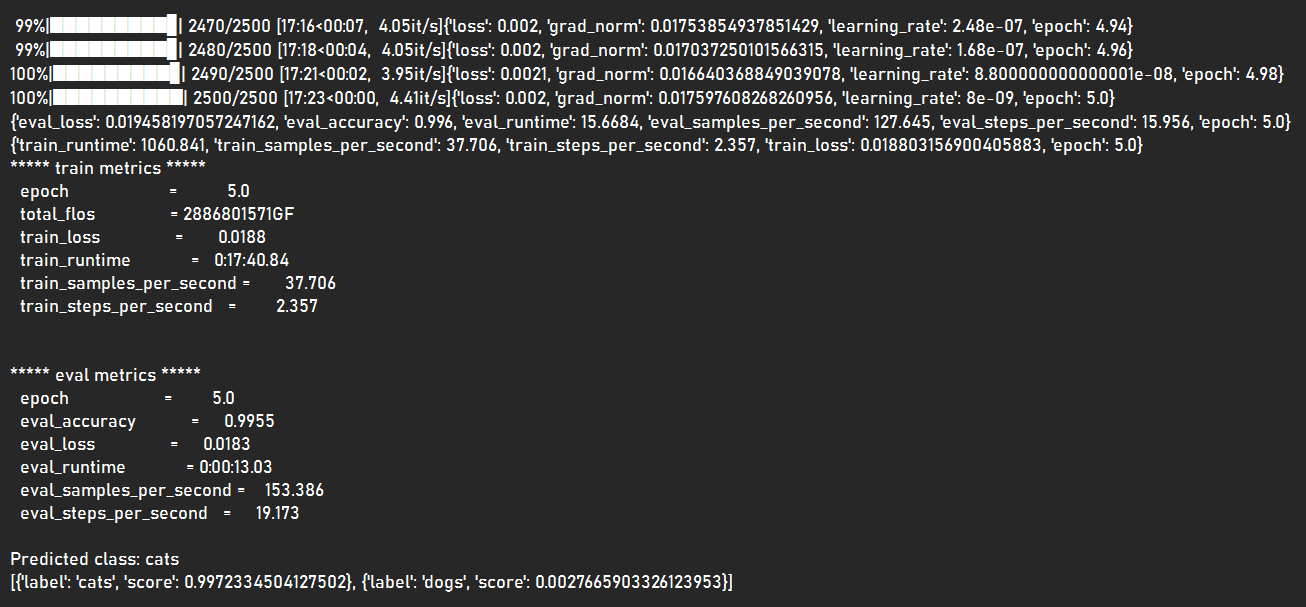 99%|█████████▉| 2470/2500 [17:16<00:07, 4.05it/s]{'loss': 0.002, 'grad_norm': 0.01753854937851429, 'learning_rate': 2.48e-07, 'epoch': 4.94}
99%|█████████▉| 2480/2500 [17:18<00:04, 4.05it/s]{'loss': 0.002, 'grad_norm': 0.017037250101566315, 'learning_rate': 1.68e-07, 'epoch': 4.96}
100%|█████████▉| 2490/2500 [17:21<00:02, 3.95it/s]{'loss': 0.0021, 'grad_norm': 0.016640368849039078, 'learning_rate': 8.800000000000001e-08, 'epoch': 4.98}
100%|██████████| 2500/2500 [17:23<00:00, 4.41it/s]{'loss': 0.002, 'grad_norm': 0.017597608268260956, 'learning_rate': 8e-09, 'epoch': 5.0}
{'eval_loss': 0.019458197057247162, 'eval_accuracy': 0.996, 'eval_runtime': 15.6684, 'eval_samples_per_second': 127.645, 'eval_steps_per_second': 15.956, 'epoch': 5.0}
{'train_runtime': 1060.841, 'train_samples_per_second': 37.706, 'train_steps_per_second': 2.357, 'train_loss': 0.018803156900405883, 'epoch': 5.0}
***** train metrics *****
epoch = 5.0
total_flos = 2886801571GF
train_loss = 0.0188
train_runtime = 0:17:40.84
train_samples_per_second = 37.706
train_steps_per_second = 2.357
***** eval metrics *****
epoch = 5.0
eval_accuracy = 0.9955
eval_loss = 0.0183
eval_runtime = 0:00:13.03
eval_samples_per_second = 153.386
eval_steps_per_second = 19.173
Predicted class: cats
[{'label': 'cats', 'score': 0.9972334504127502}, {'label': 'dogs', 'score': 0.0027665903326123953}]